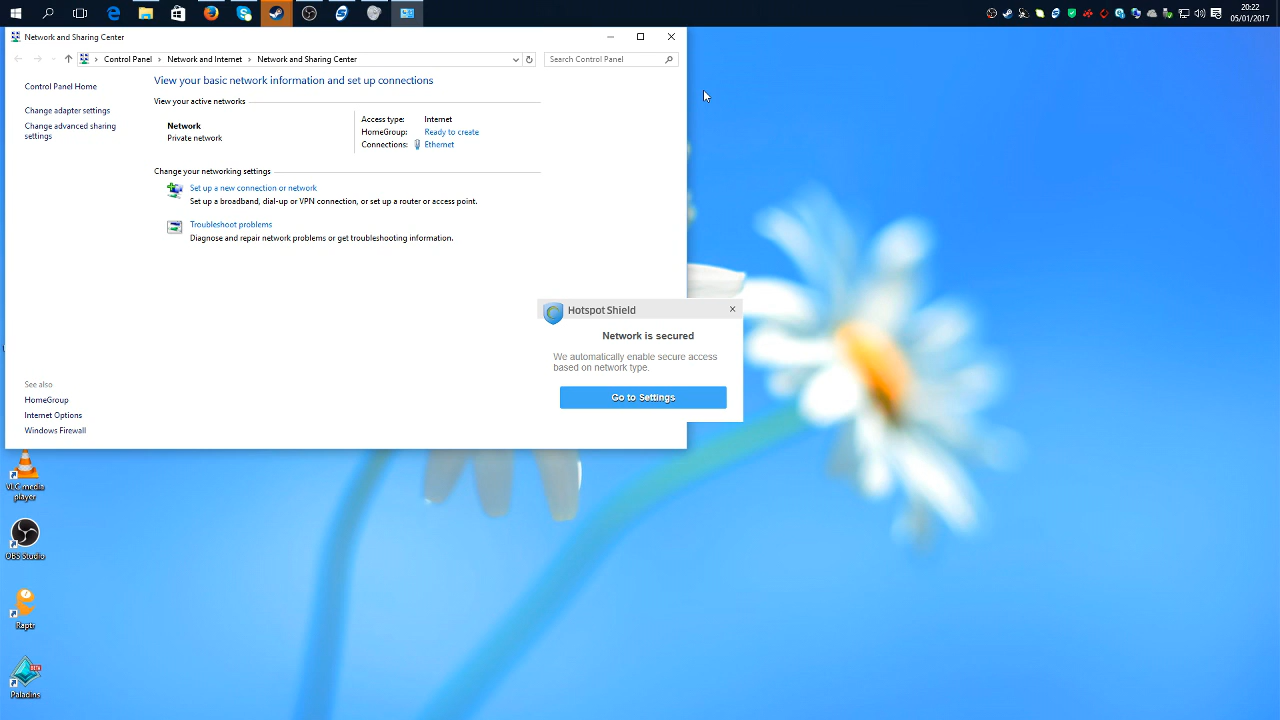 20:22
05/01/2017
Network and Sharing Center
Control Panel
Network and Internet
Network and Sharing Center
Search Control Panel
Control Panel Home
Change adapter settings
Change advanced sharing
settings
View your basic network information and set up connections
View your active networks
Network
Private network
Access type: Internet
HomeGroup: Ready to create
Connections: Ethernet
Change your networking settings
Set up a new connection or network
Set up a broadband, dial-up or VPN connection, or set up a router or access point.
Troubleshoot problems
Diagnose and repair network problems or get troubleshooting information.
Hotspot Shield
Network is secured
We automatically enable secure access
based on network type.
Go to Settings
See also
HomeGroup
Internet Options
Windows Firewall
VLC media
player
OBS Studio
Raptr
BETA
Paladins